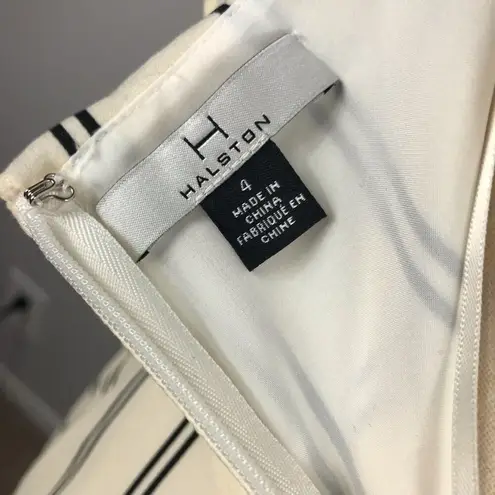 H
HALSTON
4
MADE IN
CHINA
FABRIQUÉ EN
CHINE